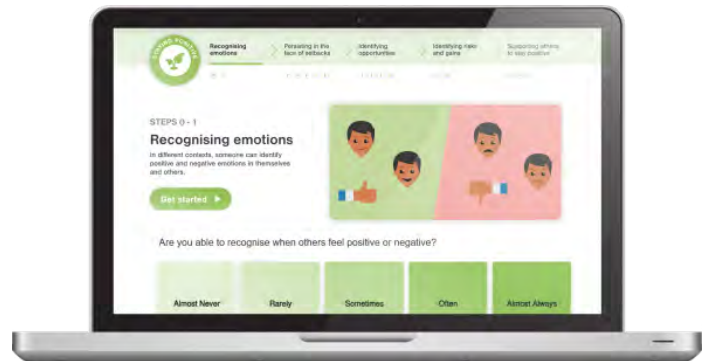 STAYING POSITIVE
Recognising
emotions
Persisting in the
face of setbacks
Identifying
opportunities
Identifying risks
and gains
Supporting others
to stay positive
STEPS 0 - 1
Recognising emotions
In different contexts, someone can identify
positive and negative emotions in themselves
and others.
Get started
Are you able to recognise when others feel positive or negative?
Almost Never
Rarely
Sometimes
Often
Almost Always